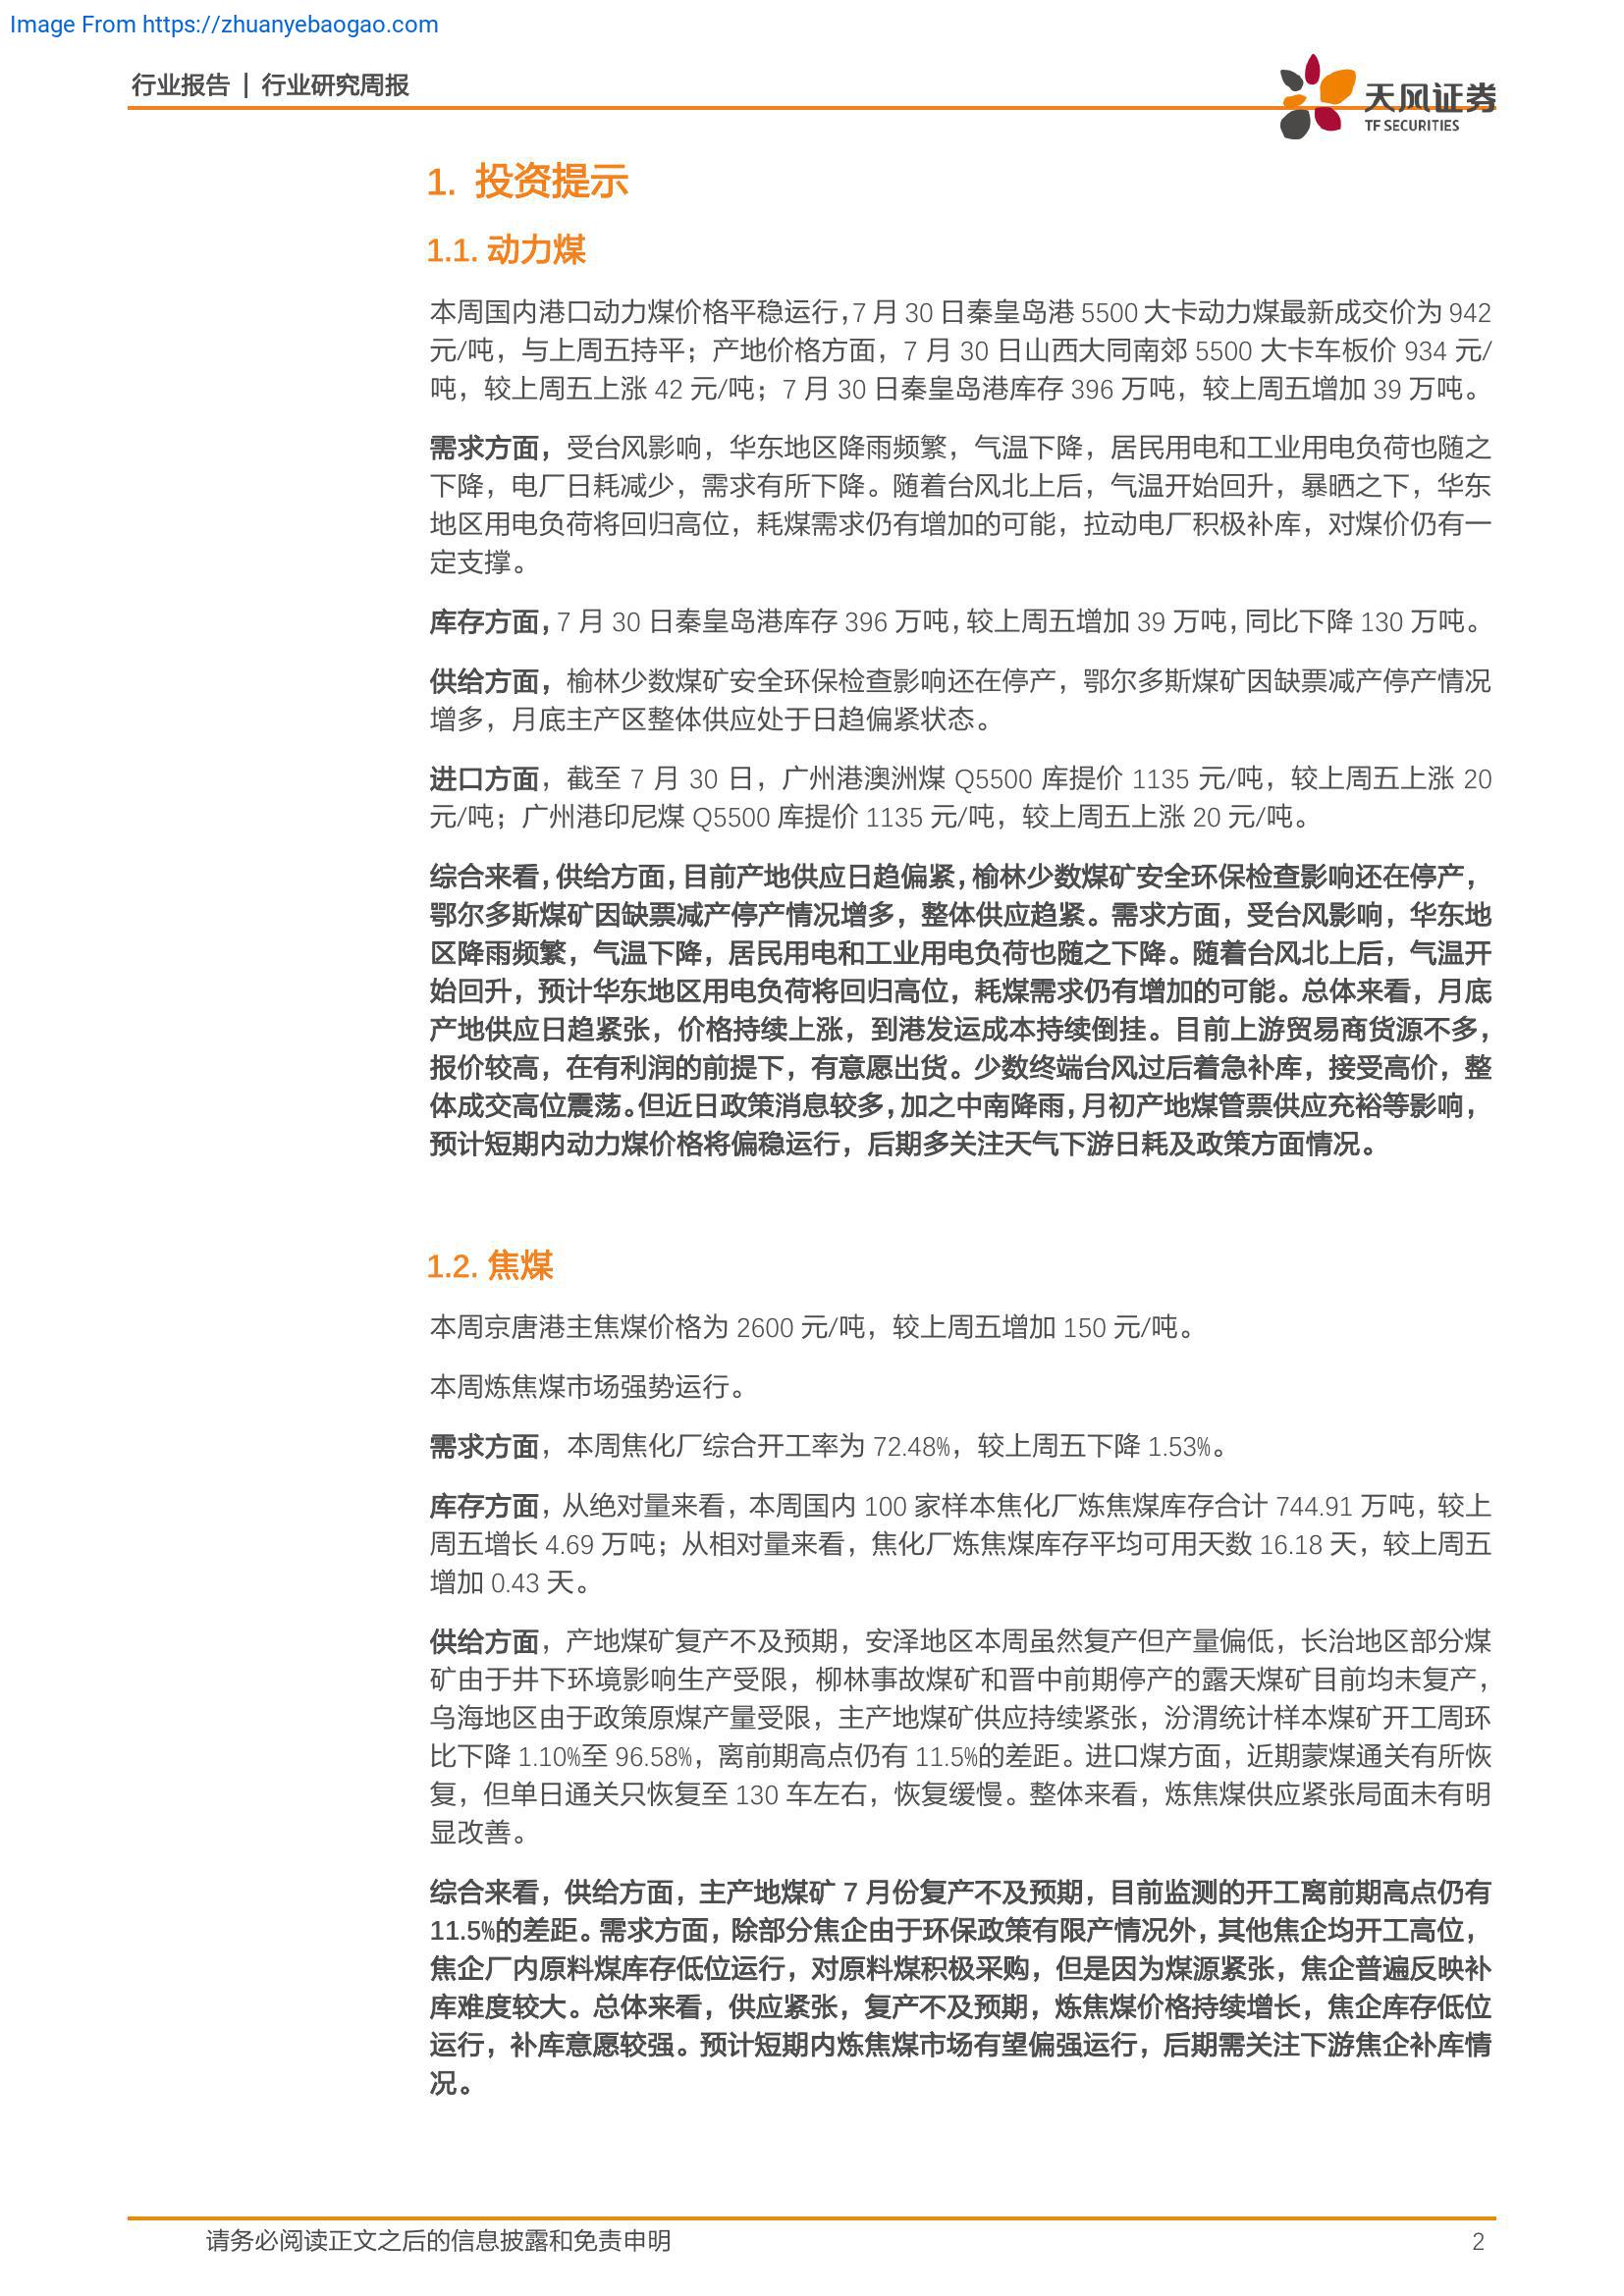 Image From https://zhuanyebaogao.com
行业报告 | 行业研究周报
天风证券
TF SECURITIES
1. 投资提示
1.1. 动力煤
本周国内港口动力煤价格平稳运行，7 月 30 日秦皇岛港 5500 大卡动力煤最新成交价为 942
元/吨，与上周五持平；产地价格方面，7 月 30 日山西大同南郊 5500 大卡车板价 934 元/
吨，较上周五上涨 42 元/吨；7 月 30 日秦皇岛港库存 396 万吨，较上周五增加 39 万吨。
需求方面，受台风影响，华东地区降雨频繁，气温下降，居民用电和工业用电负荷也随之
下降，电厂日耗减少，需求有所下降。随着台风北上后，气温开始回升，暴晒之下，华东
地区用电负荷将回归高位，耗煤需求仍有增加的可能，拉动电厂积极补库，对煤价仍有一
定支撑。
库存方面，7 月 30 日秦皇岛港库存 396 万吨，较上周五增加 39 万吨，同比下降 130 万吨。
供给方面，榆林少数煤矿安全环保检查影响还在停产，鄂尔多斯煤矿因缺票减产停产情况
增多，月底主产区整体供应处于日趋偏紧状态。
进口方面，截至 7 月 30 日，广州港澳洲煤 Q5500 库提价 1135 元/吨，较上周五上涨 20
元/吨；广州港印尼煤 Q5500 库提价 1135 元/吨，较上周五上涨 20 元/吨。
综合来看，供给方面，目前产地供应日趋偏紧，榆林少数煤矿安全环保检查影响还在停产，
鄂尔多斯煤矿因缺票减产停产情况增多，整体供应趋紧。需求方面，受台风影响，华东地
区降雨频繁，气温下降，居民用电和工业用电负荷也随之下降。随着台风北上后，气温开
始回升，预计华东地区用电负荷将回归高位，耗煤需求仍有增加的可能。总体来看，月底
产地供应日趋紧张，价格持续上涨，到港发运成本持续倒挂。目前上游贸易商货源不多，
报价较高，在有利润的前提下，有意愿出货。少数终端台风过后着急补库，接受高价，整
体成交高位震荡。但近日政策消息较多，加之中南降雨，月初产地煤管票供应充裕等影响，
预计短期内动力煤价格将偏稳运行，后期多关注天气下游日耗及政策方面情况。
1.2. 焦煤
本周京唐港主焦煤价格为 2600 元/吨，较上周五增加 150 元/吨。
本周炼焦煤市场强势运行。
需求方面，本周焦化厂综合开工率为 72.48%，较上周五下降 1.53%。
库存方面，从绝对量来看，本周国内 100 家样本焦化厂炼焦煤库存合计 744.91 万吨，较上
周五增长 4.69 万吨；从相对量来看，焦化厂炼焦煤库存平均可用天数 16.18 天，较上周五
增加 0.43 天。
供给方面，产地煤矿复产不及预期，安泽地区本周虽然复产但产量偏低，长治地区部分煤
矿由于井下环境影响生产受限，柳林事故煤矿和晋中前期停产的露天煤矿目前均未复产，
乌海地区由于政策原煤产量受限，主产地煤矿供应持续紧张，汾渭统计样本煤矿开工周环
比下降 1.10%至 96.58%，离前期高点仍有 11.5%的差距。进口煤方面，近期蒙煤通关有所恢
复，但单日通关只恢复至 130 车左右，恢复缓慢。整体来看，炼焦煤供应紧张局面未有明
显改善。
综合来看，供给方面，主产地煤矿 7 月份复产不及预期，目前监测的开工离前期高点仍有
11.5%的差距。需求方面，除部分焦企由于环保政策有限产情况外，其他焦企均开工高位，
焦企厂内原料煤库存低位运行，对原料煤积极采购，但是因为煤源紧张，焦企普遍反映补
库难度较大。总体来看，供应紧张，复产不及预期，炼焦煤价格持续增长，焦企库存低位
运行，补库意愿较强。预计短期内炼焦煤市场有望偏强运行，后期需关注下游焦企补库情
况。
请务必阅读正文之后的信息披露和免责申明
2